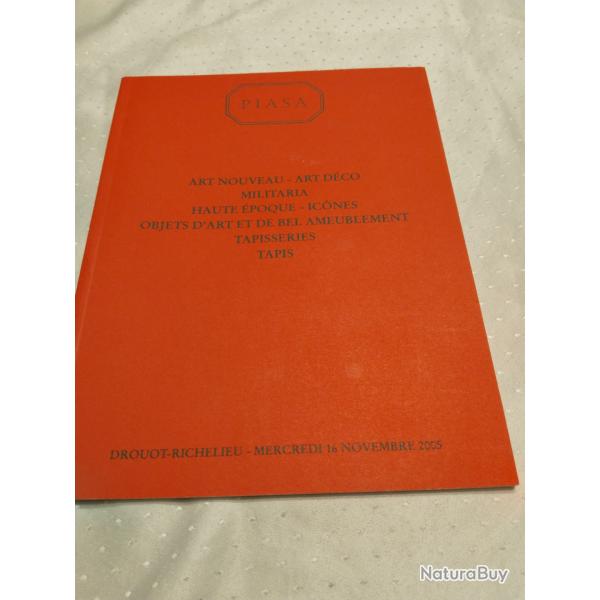 PIASA
ART NOUVEAU - ART DÉCO
MILITARIA
HAUTE ÉPOQUE - ICÔNES
OBJETS D'ART ET DE BEL AMEUBLEMENT
TAPISSERIES
TAPIS
DROUOT-RICHELIEU - MERCREDI 16 NOVEMBRE 2005
NaturaBuy